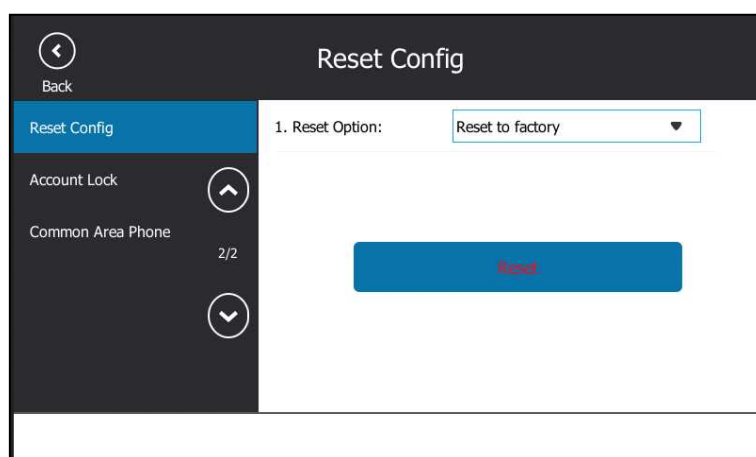 Reset Config
Back
Reset Config
1. Reset Option:
Reset to factory
Account Lock
Common Area Phone
2/2
Reset